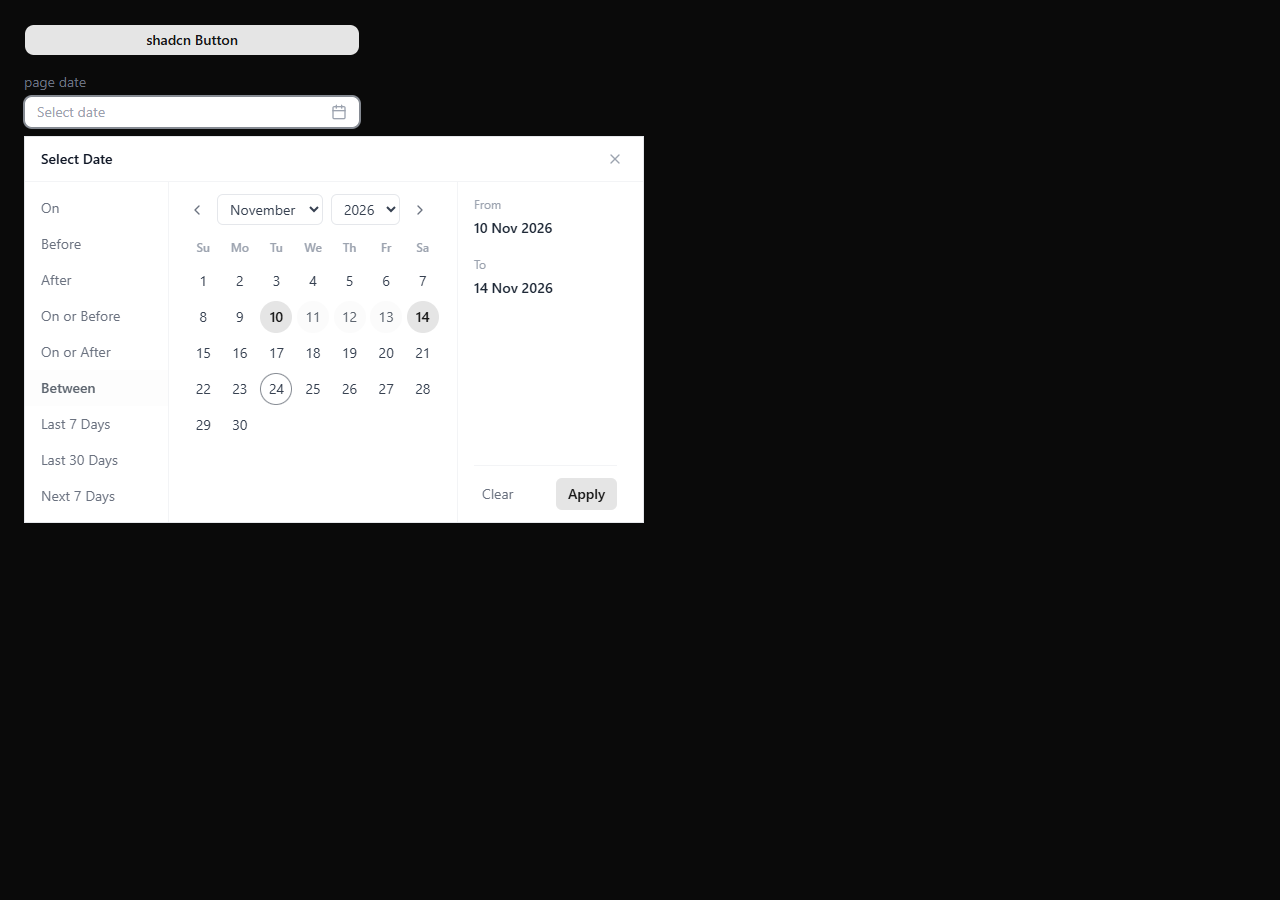 shadcn Button
page date
Select date
Select Date
On
Before
After
On or Before
On or After
Between
Last 7 Days
Last 30 Days
Next 7 Days
November 2026
Su Mo Tu We Th Fr Sa
1 2 3 4 5 6 7
8 9 10 11 12 13 14
15 16 17 18 19 20 21
22 23 24 25 26 27 28
29 30
From
10 Nov 2026
To
14 Nov 2026
Clear Apply